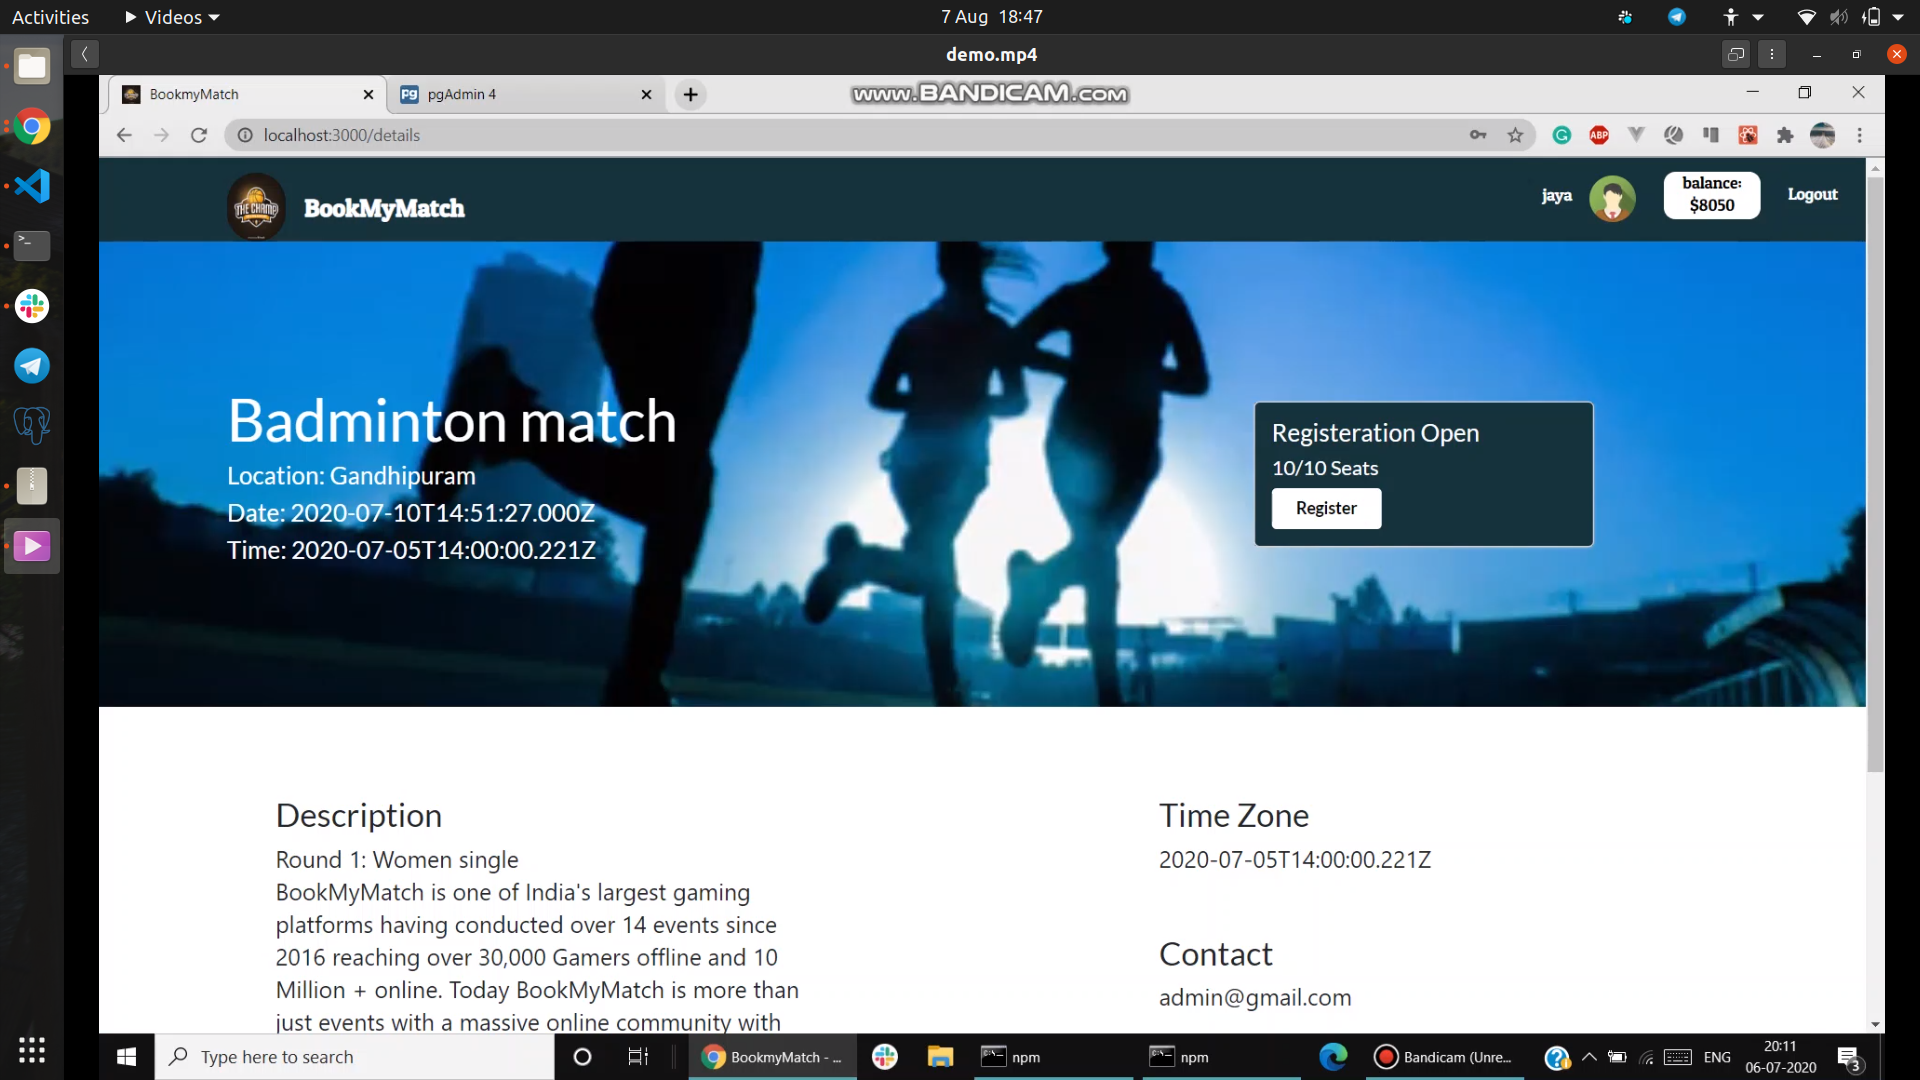 Activities
Videos
7 Aug 18:47
demo.mp4
BookmyMatch
pgAdmin 4
www.BANDICAM.com
localhost:3000/details
ABP
THE CHAMP
BookMyMatch
jaya
balance:
$8050
Logout
Badminton match
Location: Gandhipuram
Date: 2020-07-10T14:51:27.000Z
Time: 2020-07-05T14:00:00.221Z
Registeration Open
10/10 Seats
Register
Description
Round 1: Women single
BookMyMatch is one of India's largest gaming
platforms having conducted over 14 events since
2016 reaching over 30,000 Gamers offline and 10
Million + online. Today BookMyMatch is more than
just events with a massive online community with
Time Zone
2020-07-05T14:00:00.221Z
Contact
admin@gmail.com
Type here to search
BookmyMatch - ...
npm
npm
Bandicam (Unre...
ENG
20:11
06-07-2020
3